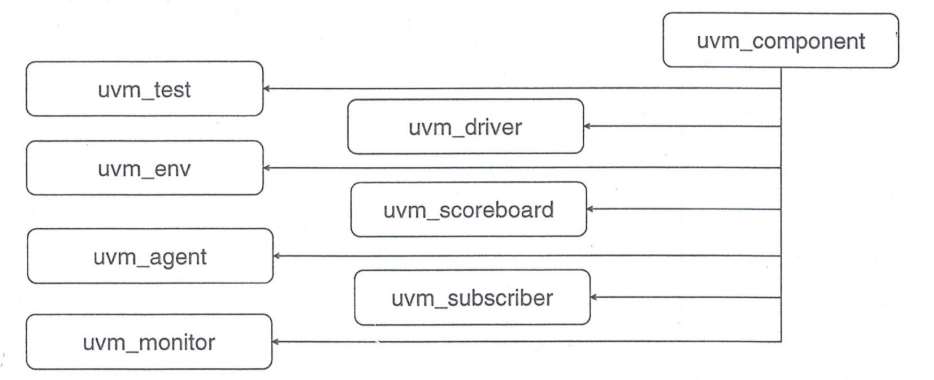 uvm_component
uvm_test
uvm_driver
uvm_env
uvm_scoreboard
uvm_agent
uvm_subscriber
uvm_monitor